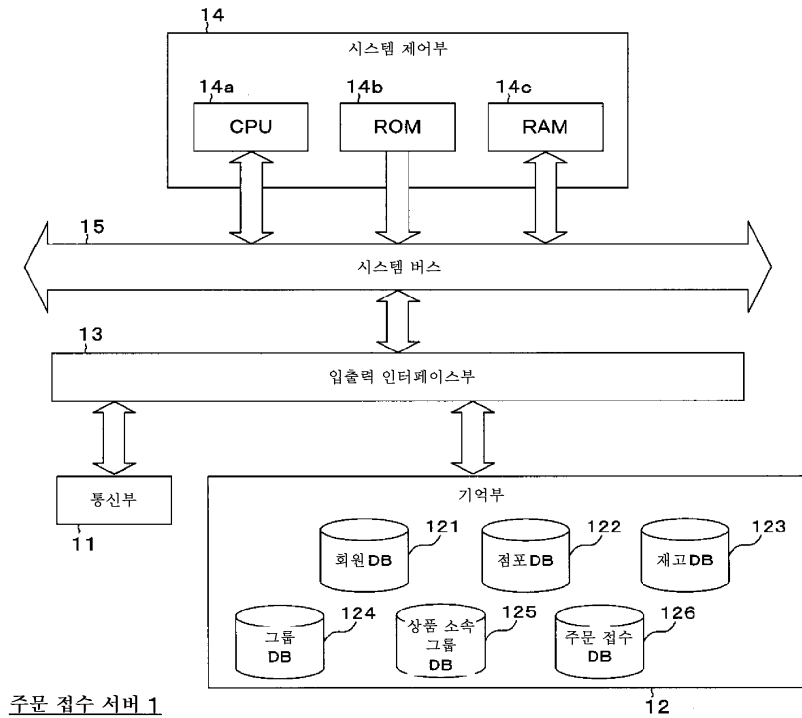 14
시스템 제어부
14a
14b
14c
CPU
ROM
RAM
15
시스템 버스
13
입출력 인터페이스부
통신부
11
기억부
회원DB
121
점포DB
122
재고DB
123
그룹
DB
124
상품 소속
그룹
DB
125
주문 접수
DB
126
주문 접수 서버 1
12